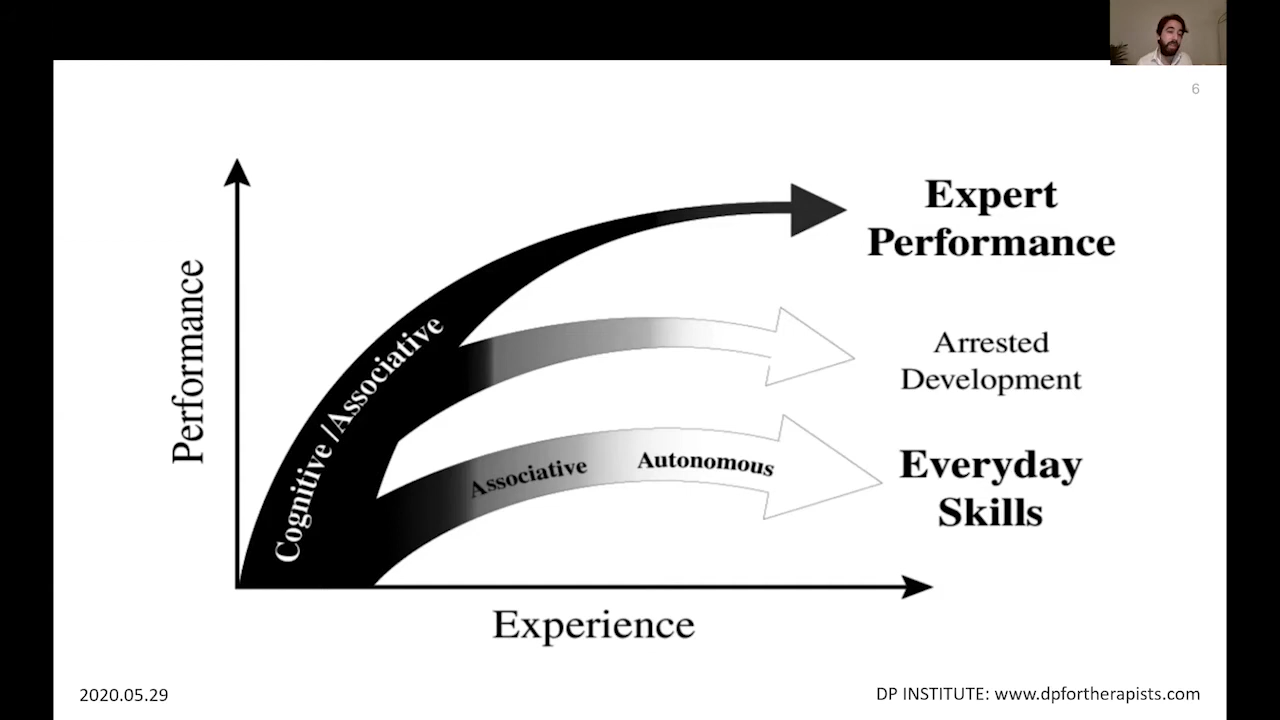 6
Expert
Performance
Arrested
Development
Everyday
Skills
Performance
Cognitive /Associative
Associative
Autonomous
Experience
2020.05.29
DP INSTITUTE: www.dpfortherapists.com